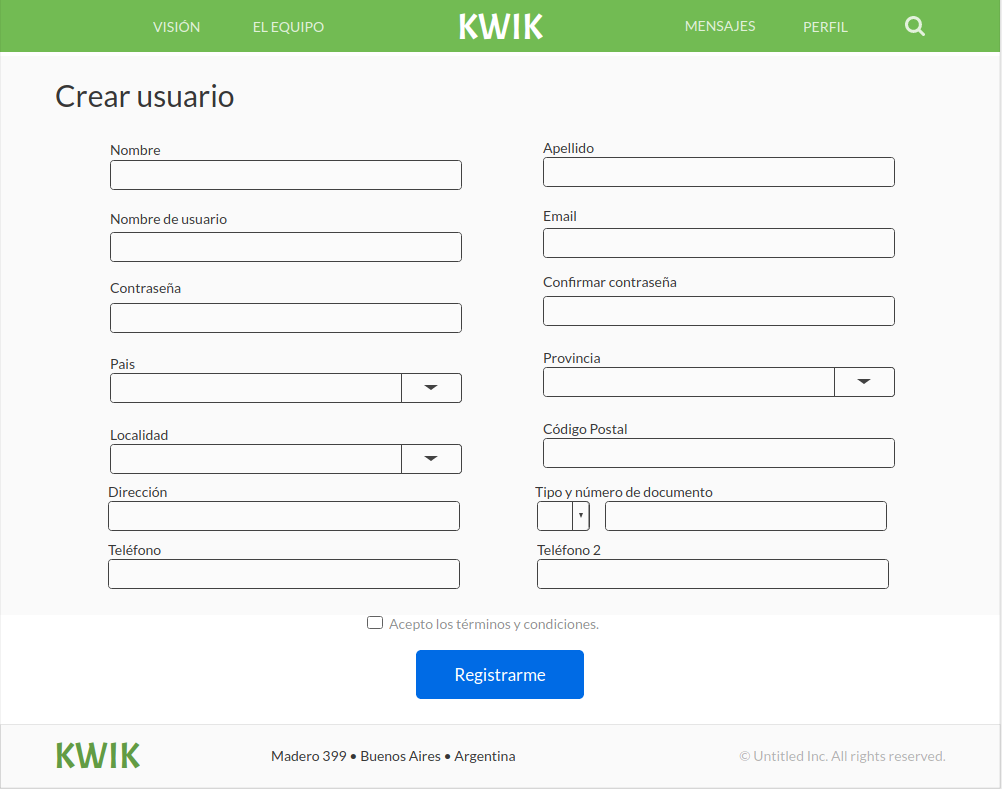 VISIÓN EL EQUIPO KWIK MENSAJES PERFIL
Crear usuario
Nombre Apellido
Nombre de usuario Email
Contraseña Confirmar contraseña
Pais Provincia
Localidad Código Postal
Dirección Tipo y número de documento
Teléfono Teléfono 2
Acepto los términos y condiciones.
Registrarme
KWIK Madero 399 • Buenos Aires • Argentina © Untitled Inc. All rights reserved.